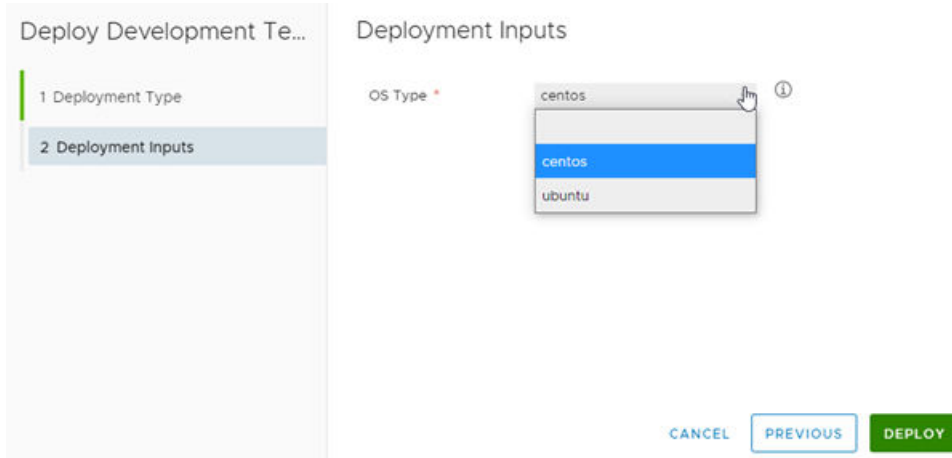 Deploy Development Te...
1 Deployment Type
2 Deployment Inputs
Deployment Inputs
OS Type *
centos
centos
ubuntu
CANCEL
PREVIOUS
DEPLOY